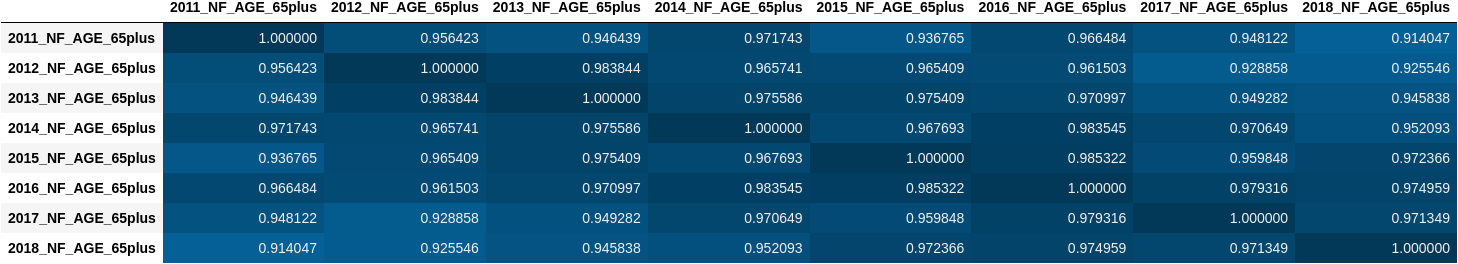 2011_NF_AGE_65plus 2012_NF_AGE_65plus 2013_NF_AGE_65plus 2014_NF_AGE_65plus 2015_NF_AGE_65plus 2016_NF_AGE_65plus 2017_NF_AGE_65plus 2018_NF_AGE_65plus
2011_NF_AGE_65plus 1.000000 0.956423 0.946439 0.971743 0.936765 0.966484 0.948122 0.914047
2012_NF_AGE_65plus 0.956423 1.000000 0.983844 0.965741 0.965409 0.961503 0.928858 0.925546
2013_NF_AGE_65plus 0.946439 0.983844 1.000000 0.975586 0.975409 0.970997 0.949282 0.945838
2014_NF_AGE_65plus 0.971743 0.965741 0.975586 1.000000 0.967693 0.983545 0.970649 0.952093
2015_NF_AGE_65plus 0.936765 0.965409 0.975409 0.967693 1.000000 0.985322 0.959848 0.972366
2016_NF_AGE_65plus 0.966484 0.961503 0.970997 0.983545 0.985322 1.000000 0.979316 0.974959
2017_NF_AGE_65plus 0.948122 0.928858 0.949282 0.970649 0.959848 0.979316 1.000000 0.971349
2018_NF_AGE_65plus 0.914047 0.925546 0.945838 0.952093 0.972366 0.974959 0.971349 1.000000